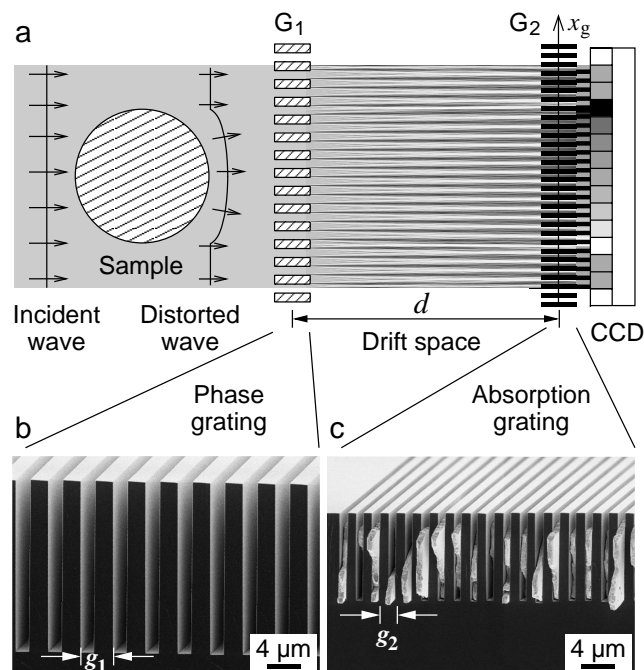 a
G₁
G₂
x_g
Sample
Incident wave
Distorted wave
d
Drift space
CCD
Phase grating
Absorption grating
b
g₁
4 µm
c
g₂
4 µm